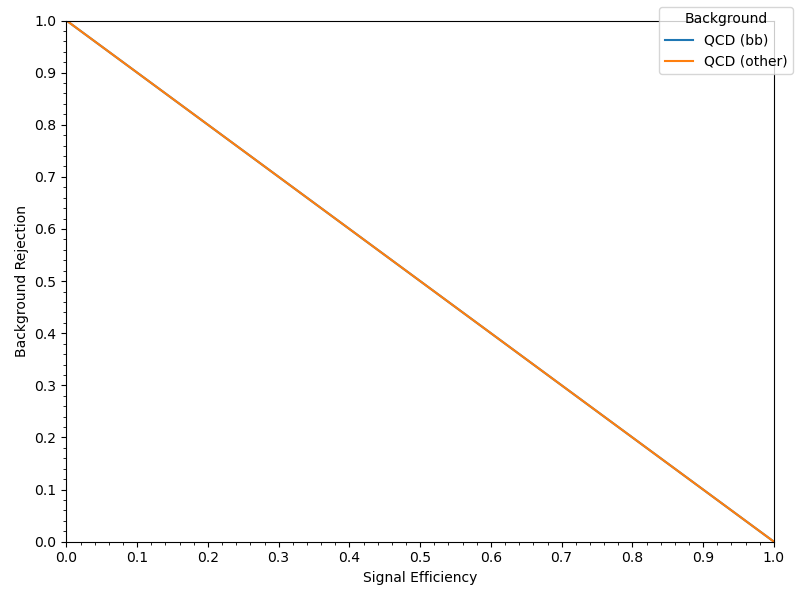 Background
QCD (bb)
QCD (other)
1.0
0.9
0.8
0.7
0.6
0.5
0.4
0.3
0.2
0.1
0.0
Background Rejection
0.0 0.1 0.2 0.3 0.4 0.5 0.6 0.7 0.8 0.9 1.0
Signal Efficiency